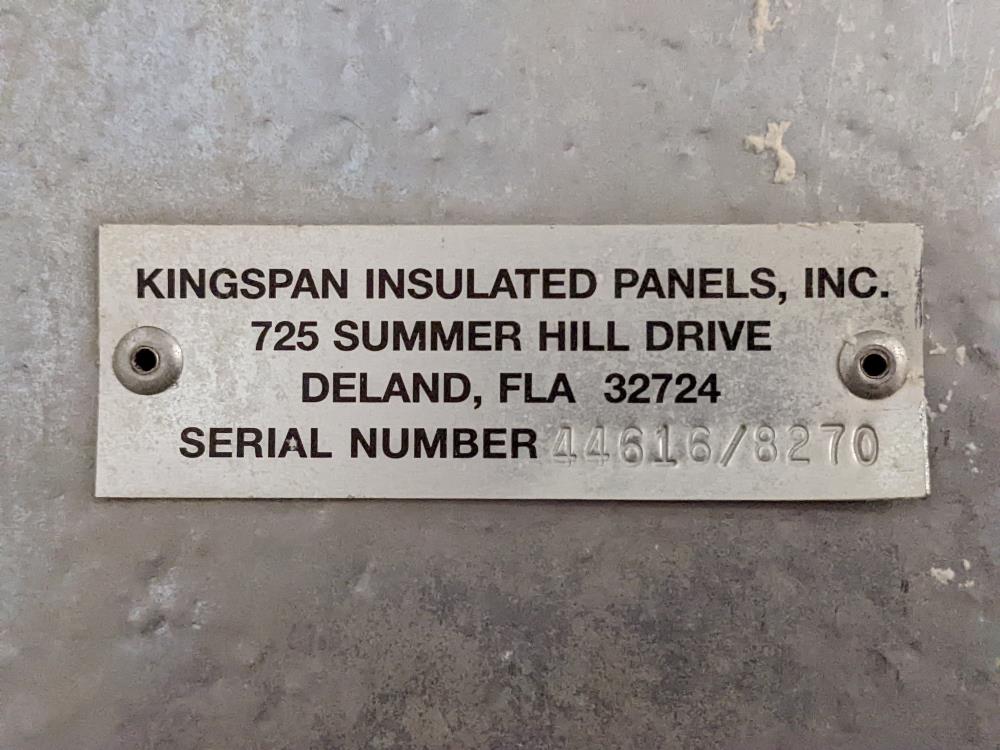 KINGSPAN INSULATED PANELS, INC.
725 SUMMER HILL DRIVE
DELAND, FLA 32724
SERIAL NUMBER 44616/8270